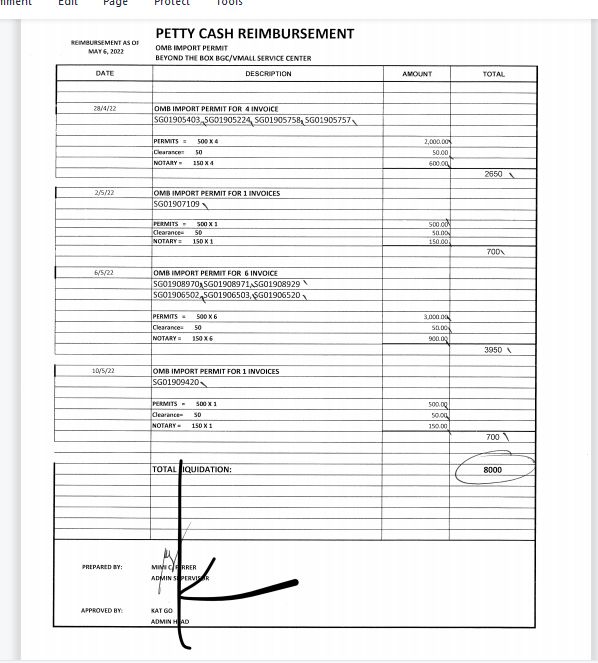 mment Edit Page Protect Tools
PETTY CASH REIMBURSEMENT
REIMBURSEMENT AS OF
MAY 6, 2022
OMB IMPORT PERMIT
BEYOND THE BOX BGC/VMALL SERVICE CENTER
DATE DESCRIPTION AMOUNT TOTAL
28/4/22 OMB IMPORT PERMIT FOR 4 INVOICE
SG01905403, SG01905224, SG01905758, SG01905757
PERMITS = 500 X 4 2,000.00
Clearance= 50 50.00
NOTARY = 150 X 4 600.00
2650
2/5/22 OMB IMPORT PERMIT FOR 1 INVOICES
SG01907109
PERMITS = 500 X 1 500.00
Clearance= 50 50.00
NOTARY = 150 X 1 150.00
700
6/5/22 OMB IMPORT PERMIT FOR 6 INVOICE
SG01908970, SG01908971, SG01908929
SG01906502, SG01906503, SG01906520
PERMITS = 500 X 6 3,000.00
Clearance= 50 50.00
NOTARY = 150 X 6 900.00
3950
10/5/22 OMB IMPORT PERMIT FOR 1 INVOICES
SG01909420
PERMITS = 500 X 1 500.00
Clearance= 50 50.00
NOTARY = 150 X 1 150.00
700
TOTAL LIQUIDATION: 8000
PREPARED BY: MIMI C.
ADMIN SUPERVISOR
APPROVED BY: KAT GO
ADMIN HEAD